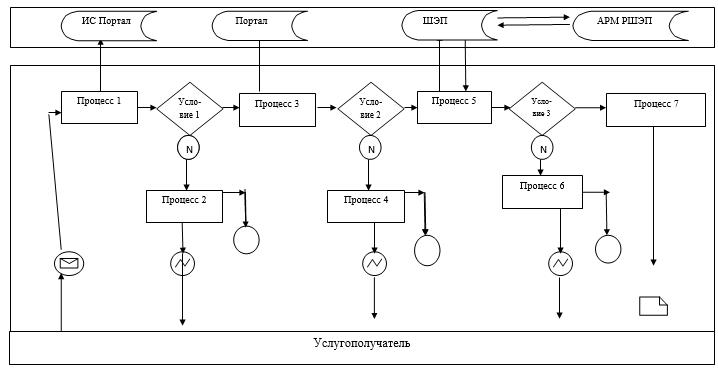 ИС Портал
Портал
ШЭП
АРМ РШЭП
Процесс 1
Усло-
вие 1
Процесс 3
Усло-
вие 2
Процесс 5
Усло-
вие 3
Процесс 7
N
N
N
Процесс 2
Процесс 4
Процесс 6
Услугополучатель